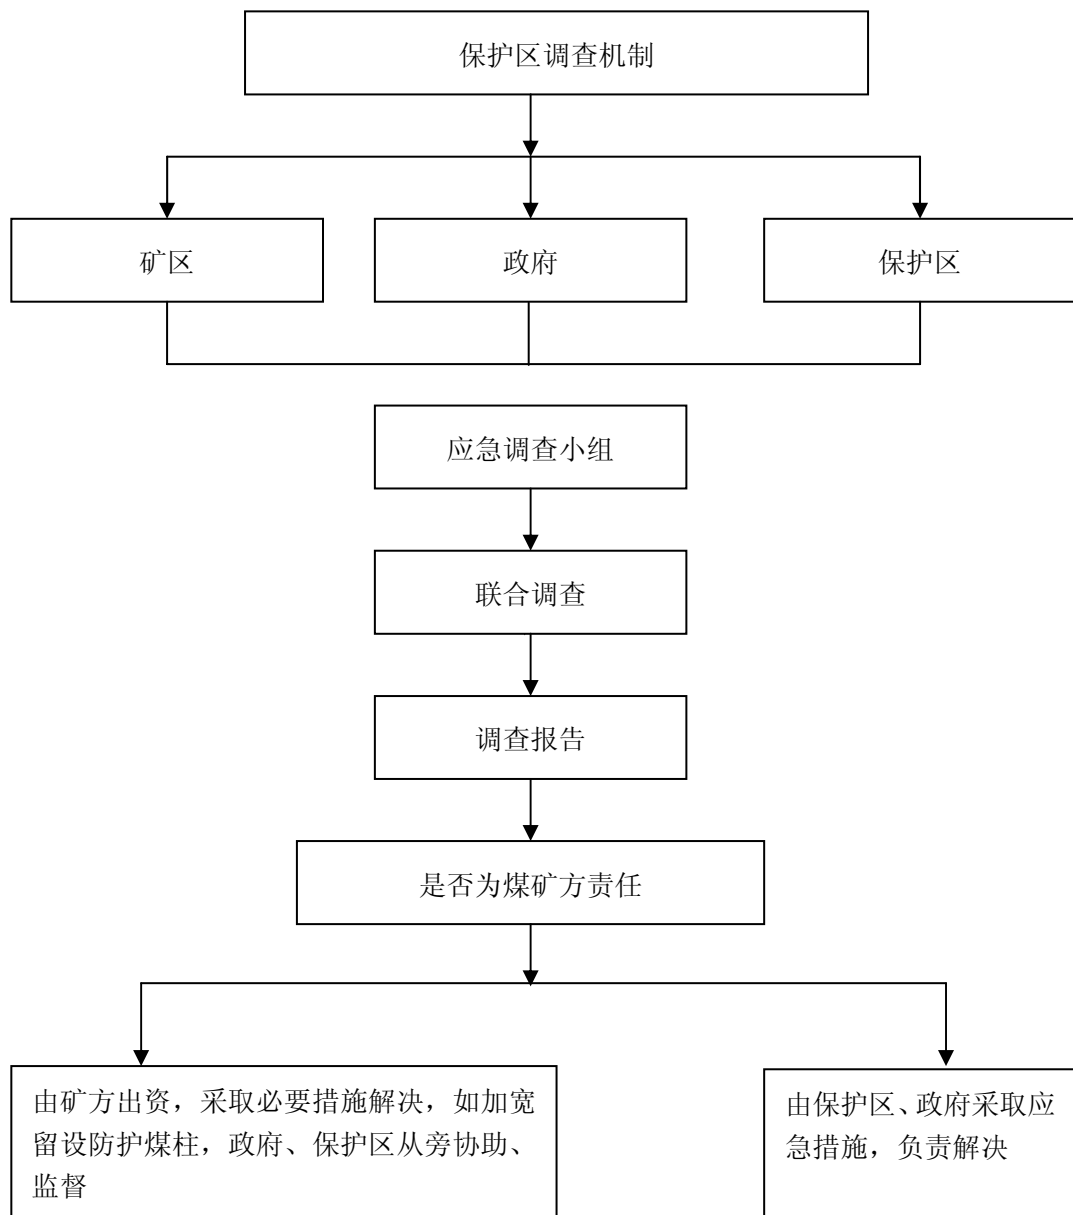 保护区调查机制
矿区
政府
保护区
应急调查小组
联合调查
调查报告
是否为煤矿方责任
由矿方出资，采取必要措施解决，如加宽
留设防护煤柱，政府、保护区从旁协助、
监督
由保护区、政府采取应
急措施，负责解决